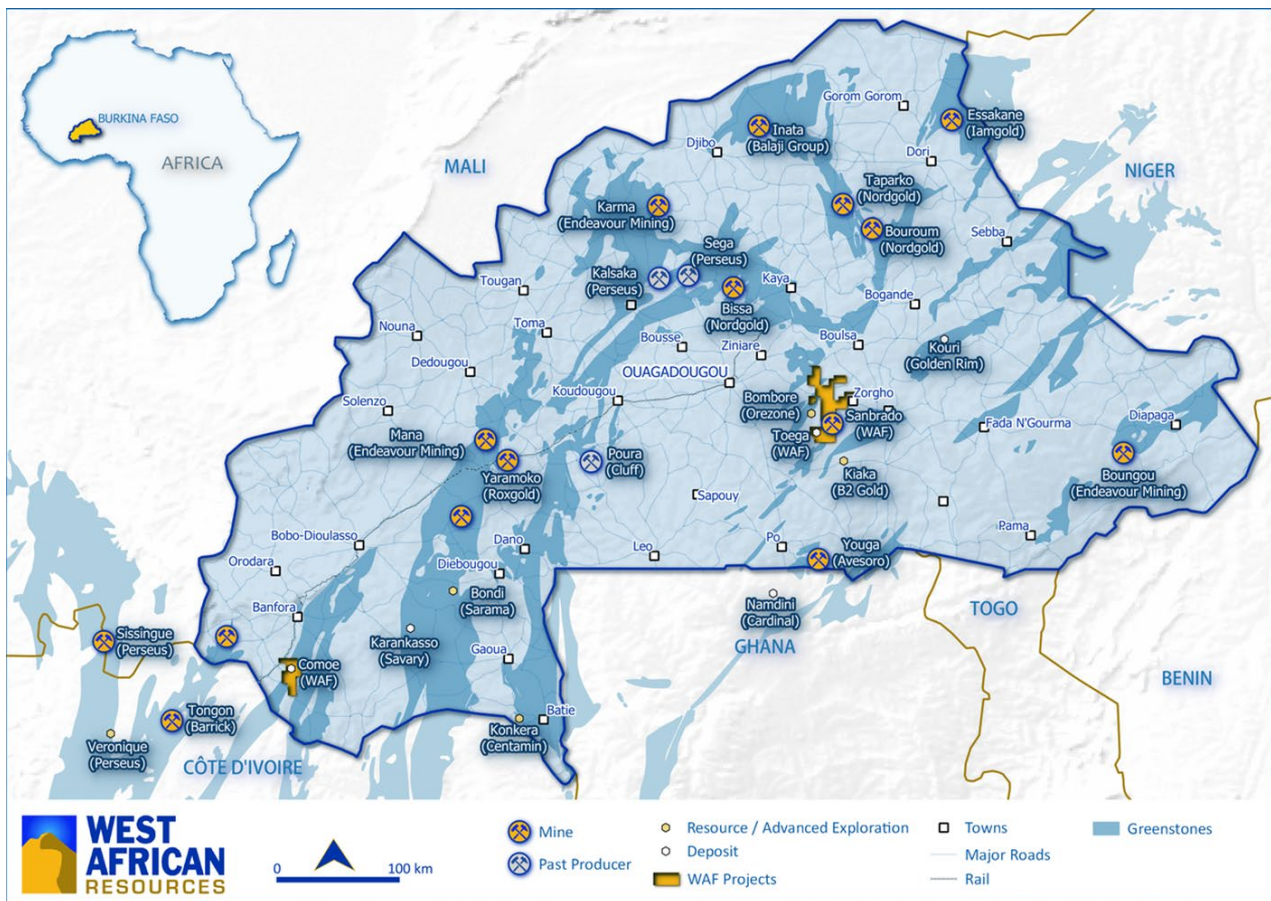 BURKINA FASO
AFRICA
MALI
NIGER
Gorom Gorom
Essakane
(Iamgold)
Inata
(Balaji Group)
Djibo
Dori
Taparko
(Nordgold)
Karma
(Endeavour Mining)
Bouroum
(Nordgold)
Sebba
Sega
(Perseus)
Kalsaka
(Perseus)
Tougan
Kaya
Bissa
(Nordgold)
Bogande
Nouna
Toma
Bousse
Ziniare
Boulsa
Kouri
(Golden Rim)
Dedougou
OUAGADOUGOU
Koudougou
Bombore
(Orezone)
Zorgho
Solenzo
Sanbrado
(WAF)
Toega
(WAF)
Fada N'Gourma
Diapaga
Mana
(Endeavour Mining)
Poura
(Cluff)
Yaramoko
(Roxgold)
Kiaka
(B2 Gold)
Boungou
(Endeavour Mining)
Sapouy
Pama
Bobo-Dioulasso
Dano
Leo
Po
Youga
(Avesoro)
Orodara
Diebougou
Bondi
(Sarama)
Namdini
(Cardinal)
TOGO
Banfora
Sissingue
(Perseus)
Karankasso
(Savary)
Gaoua
GHANA
Comoe
(WAF)
BENIN
Tongon
(Barrick)
Batie
Konkera
(Centamin)
Veronique
(Perseus)
CÔTE D'IVOIRE
WEST
AFRICAN
RESOURCES
0 100 km
Mine
Past Producer
Resource / Advanced Exploration
Deposit
WAF Projects
Towns
Major Roads
Rail
Greenstones